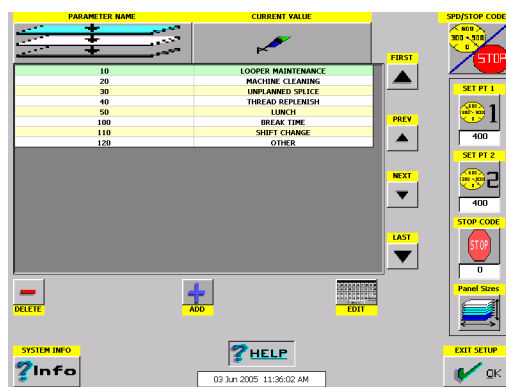 PARAMETER NAME
CURRENT VALUE
SPD/STOP CODE
STOP
10 LOOPER MAINTENANCE
20 MACHINE CLEANING
30 UNPLANNED SPLICE
40 THREAD REPLENISH
50 LUNCH
100 BREAK TIME
110 SHIFT CHANGE
120 OTHER
FIRST
PREV
NEXT
LAST
SET PT 1
1
400
SET PT 2
2
400
STOP CODE
STOP
0
Panel Sizes
DELETE
ADD
EDIT
SYSTEM INFO
?Info
?HELP
03 Jun 2005 11:36:02 AM
EXIT SETUP
OK